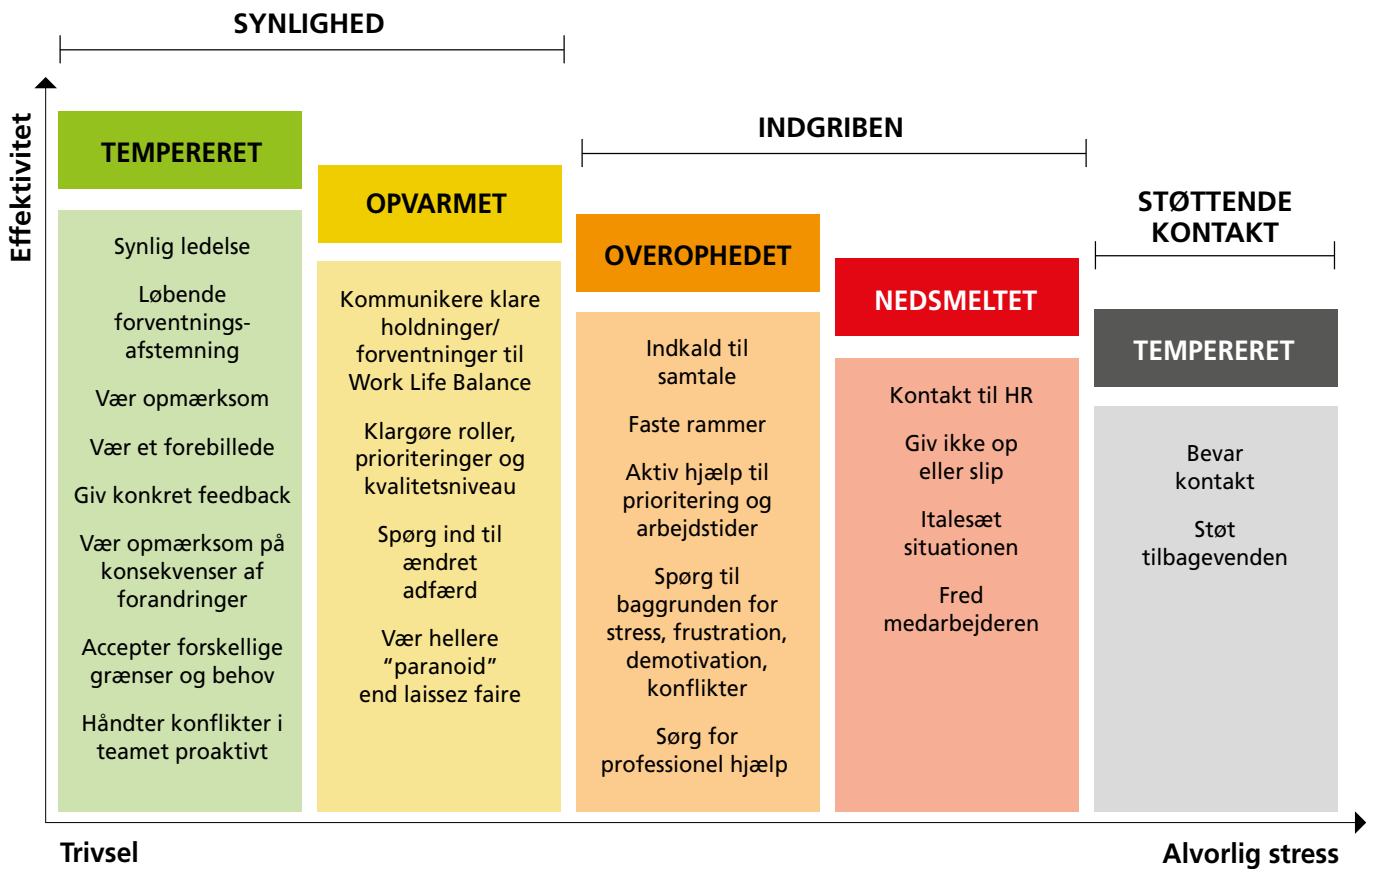 SYNLIGHED
Effektivitet
TEMPERERET
Synlig ledelse
Løbende
forventnings-
afstemning
Vær opmærksom
Vær et forebillede
Giv konkret feedback
Vær opmærksom på
konsekvenser af
forandringer
Accepter forskellige
grænser og behov
Håndter konflikter i
teamet proaktivt
OPVARMET
Kommunikere klare
holdninger/
forventninger til
Work Life Balance
Klargøre roller,
prioriteringer og
kvalitetsniveau
Spørg ind til
ændret
adfærd
Vær hellere
“paranoid”
end laissez faire
INDGRIBEN
OVEROPHEDET
Indkald til
samtale
Faste rammer
Aktiv hjælp til
prioritering og
arbejdstider
Spørg til
baggrunden for
stress, frustration,
demotivation,
konflikter
Sørg for
professionel hjælp
NEDSMELTET
Kontakt til HR
Giv ikke op
eller slip
Italesæt
situationen
Fred
medarbejderen
STØTTENDE
KONTAKT
TEMPERERET
Bevar
kontakt
Støt
tilbagevenden
Trivsel
Alvorlig stress